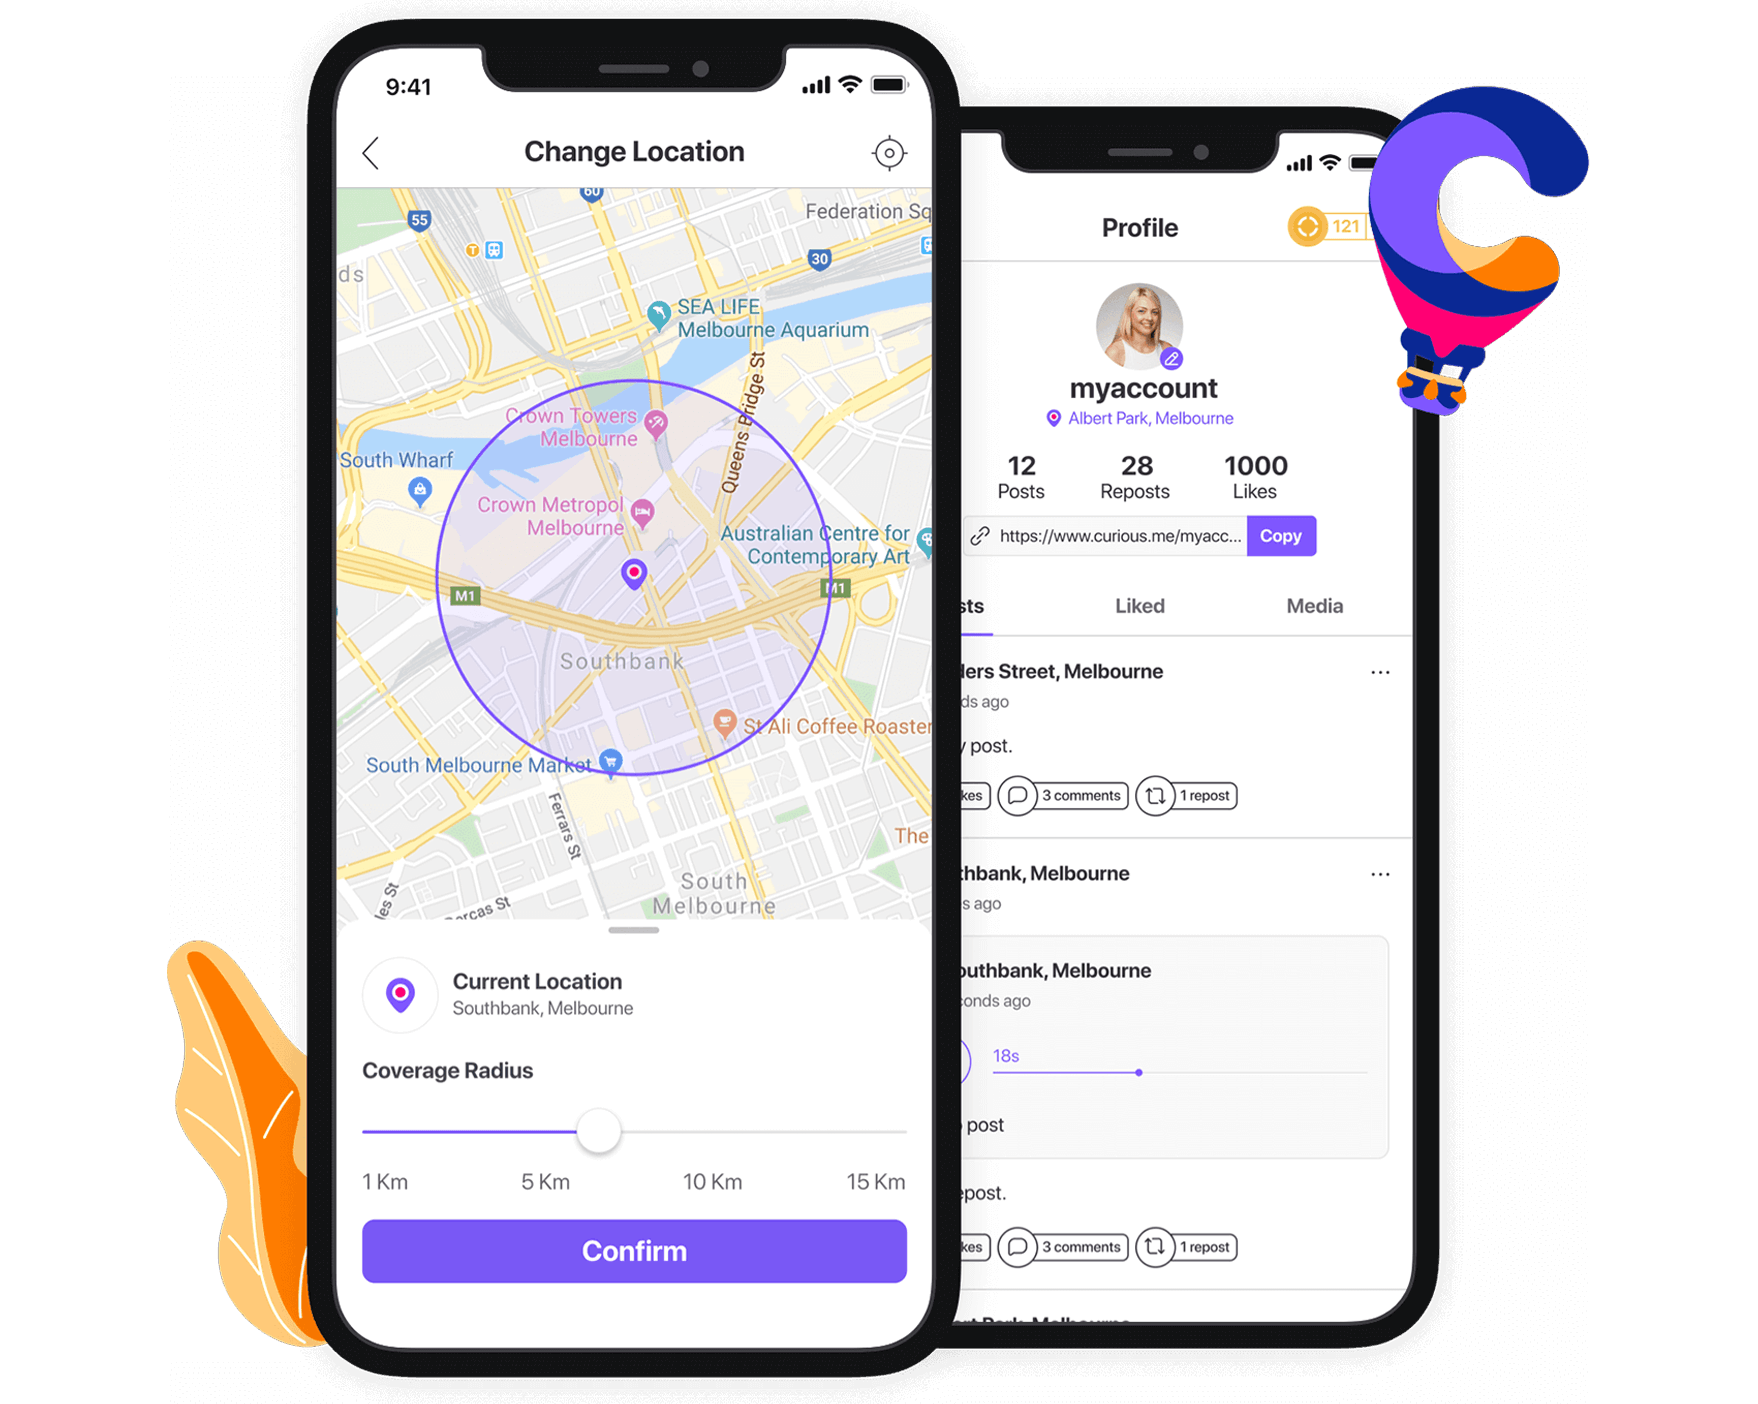 9:41
Change Location
60
55
Federation Sq
T
30
ds
SEA LIFE
Melbourne Aquarium
Queens Bridge St
Crown Towers
Melbourne
South Wharf
Crown Metropol
Melbourne
Australian Centre for
Contemporary Art
M1
M1
Southbank
St Ali Coffee Roaster
South Melbourne Market
Ferrars St
The
South
Melbourne
les St
Dorcas St
Current Location
Southbank, Melbourne
Coverage Radius
1 Km
5 Km
10 Km
15 Km
Confirm
Profile
121
myaccount
Albert Park, Melbourne
12
Posts
28
Reposts
1000
Likes
https://www.curious.me/myacc...
Copy
sts
Liked
Media
ders Street, Melbourne
ds ago
y post.
kes
3 comments
1 repost
thbank, Melbourne
s ago
outhbank, Melbourne
conds ago
18s
post
epost.
kes
3 comments
1 repost